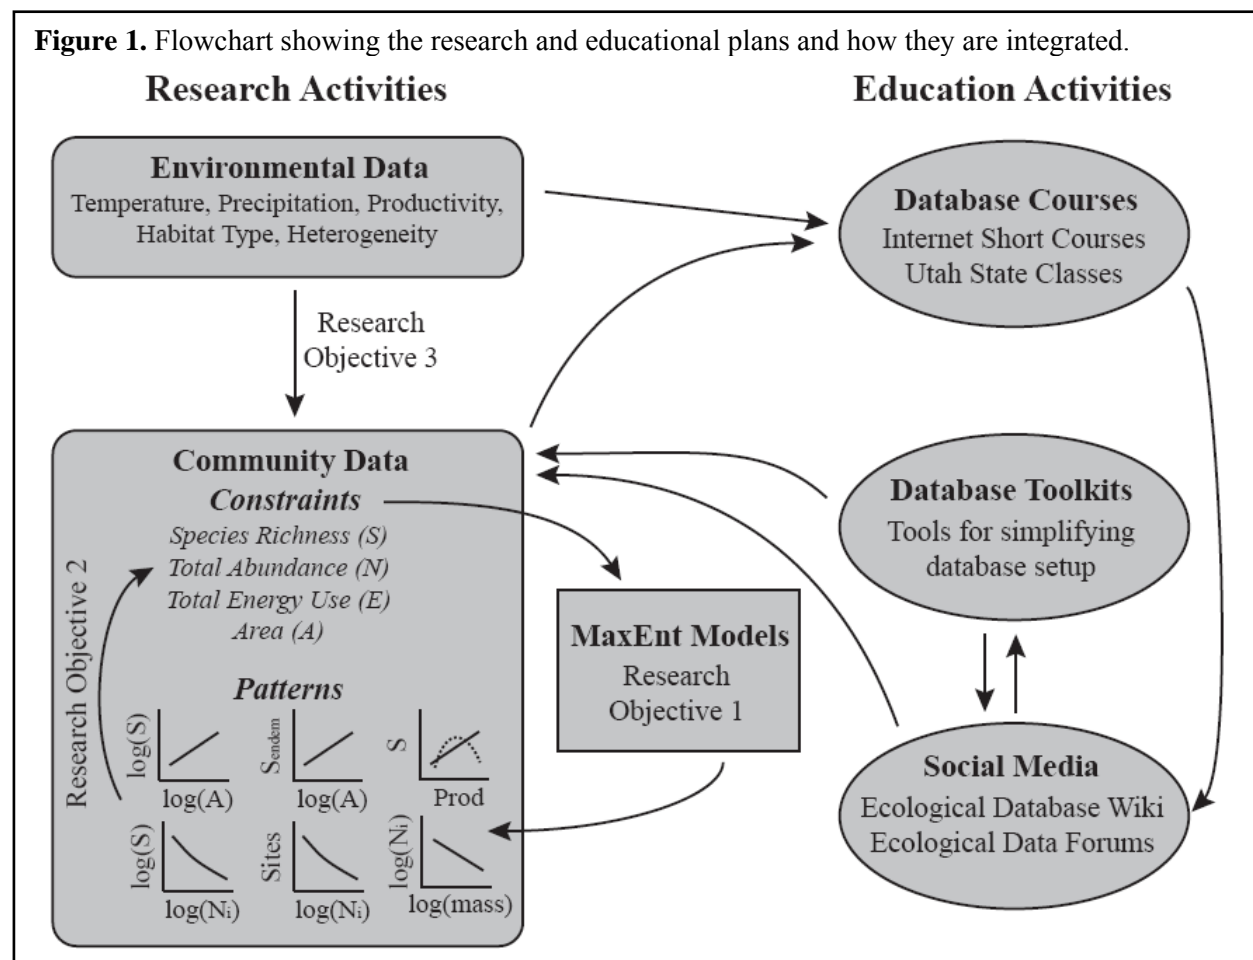 Figure 1. Flowchart showing the research and educational plans and how they are integrated.
Research Activities
Education Activities
Environmental Data
Temperature, Precipitation, Productivity,
Habitat Type, Heterogeneity
Research
Objective 3
Community Data
Constraints
Species Richness (S)
Total Abundance (N)
Total Energy Use (E)
Area (A)
Research Objective 2
Patterns
log(S)
log(A)
Sendem
log(A)
S
Prod
log(S)
log(Ni)
Sites
log(Ni)
log(Ni)
log(mass)
MaxEnt Models
Research
Objective 1
Database Courses
Internet Short Courses
Utah State Classes
Database Toolkits
Tools for simplifying
database setup
Social Media
Ecological Database Wiki
Ecological Data Forums